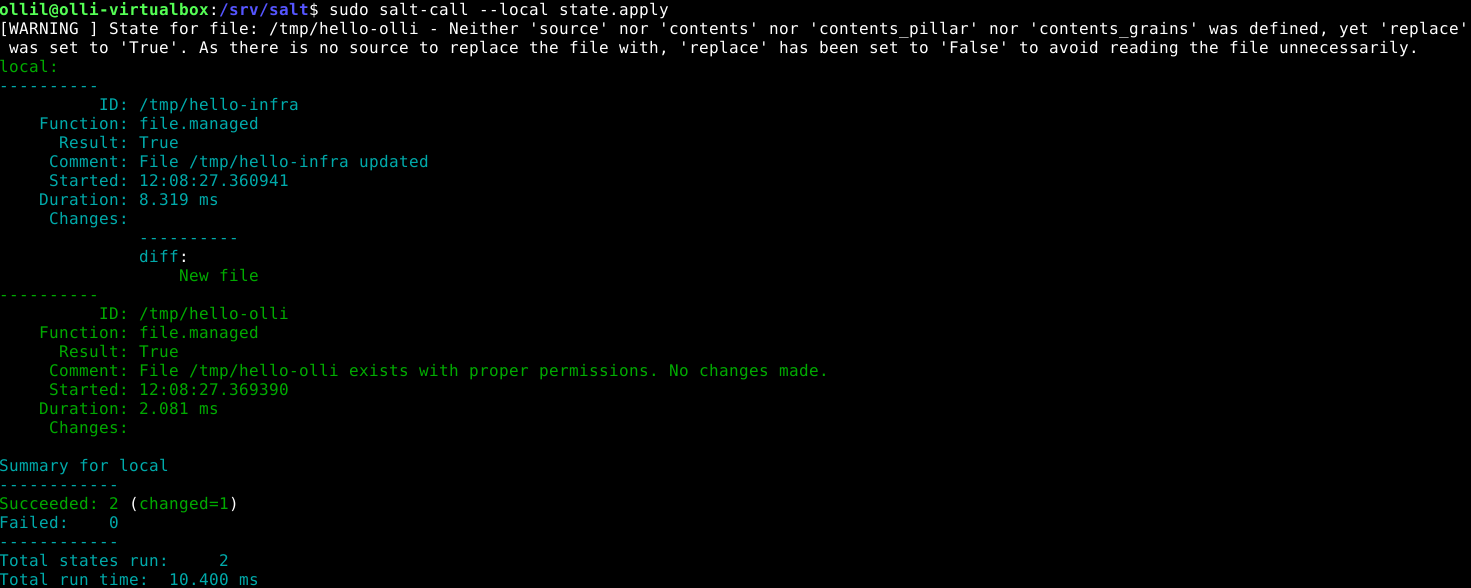 ollil@olli-virtualbox:/srv/salt$ sudo salt-call --local state.apply
[WARNING ] State for file: /tmp/hello-olli - Neither 'source' nor 'contents' nor 'contents_pillar' nor 'contents_grains' was defined, yet 'replace'
 was set to 'True'. As there is no source to replace the file with, 'replace' has been set to 'False' to avoid reading the file unnecessarily.
local:
----------
          ID: /tmp/hello-infra
    Function: file.managed
      Result: True
     Comment: File /tmp/hello-infra updated
     Started: 12:08:27.360941
    Duration: 8.319 ms
     Changes:
              ----------
              diff:
                  New file
----------
          ID: /tmp/hello-olli
    Function: file.managed
      Result: True
     Comment: File /tmp/hello-olli exists with proper permissions. No changes made.
     Started: 12:08:27.369390
    Duration: 2.081 ms
     Changes:

Summary for local
------------
Succeeded: 2 (changed=1)
Failed:    0
------------
Total states run:     2
Total run time:  10.400 ms